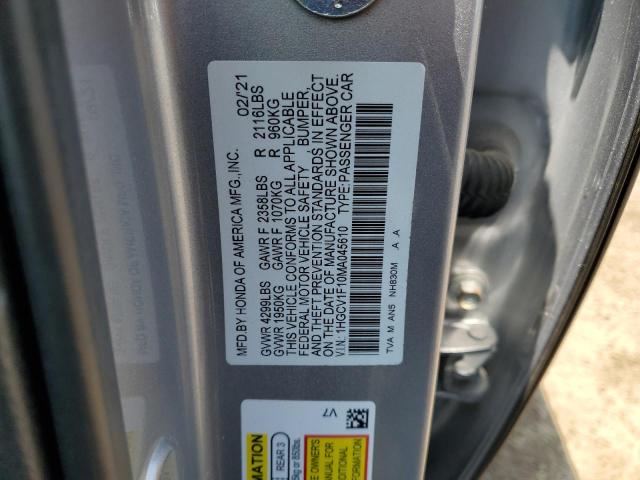 MFD.BY HONDA OF AMERICA MFG.,INC. 02/'21
GVWR 4299LBS GAWR F 2358LBS R 2116LBS
GVWR 1950KG GAWR F 1070KG R 960KG
THIS VEHICLE CONFORMS TO ALL APPLICABLE
FEDERAL MOTOR VEHICLE SAFETY , BUMPER,
AND THEFT PREVENTION STANDARDS IN EFFECT
ON THE DATE OF MANUFACTURE SHOWN ABOVE.
V.I.N.:1HGCV1F10MA045610 TYPE:PASSENGER CAR
TVA M AN5 NH830M A A
V7
REAR 3